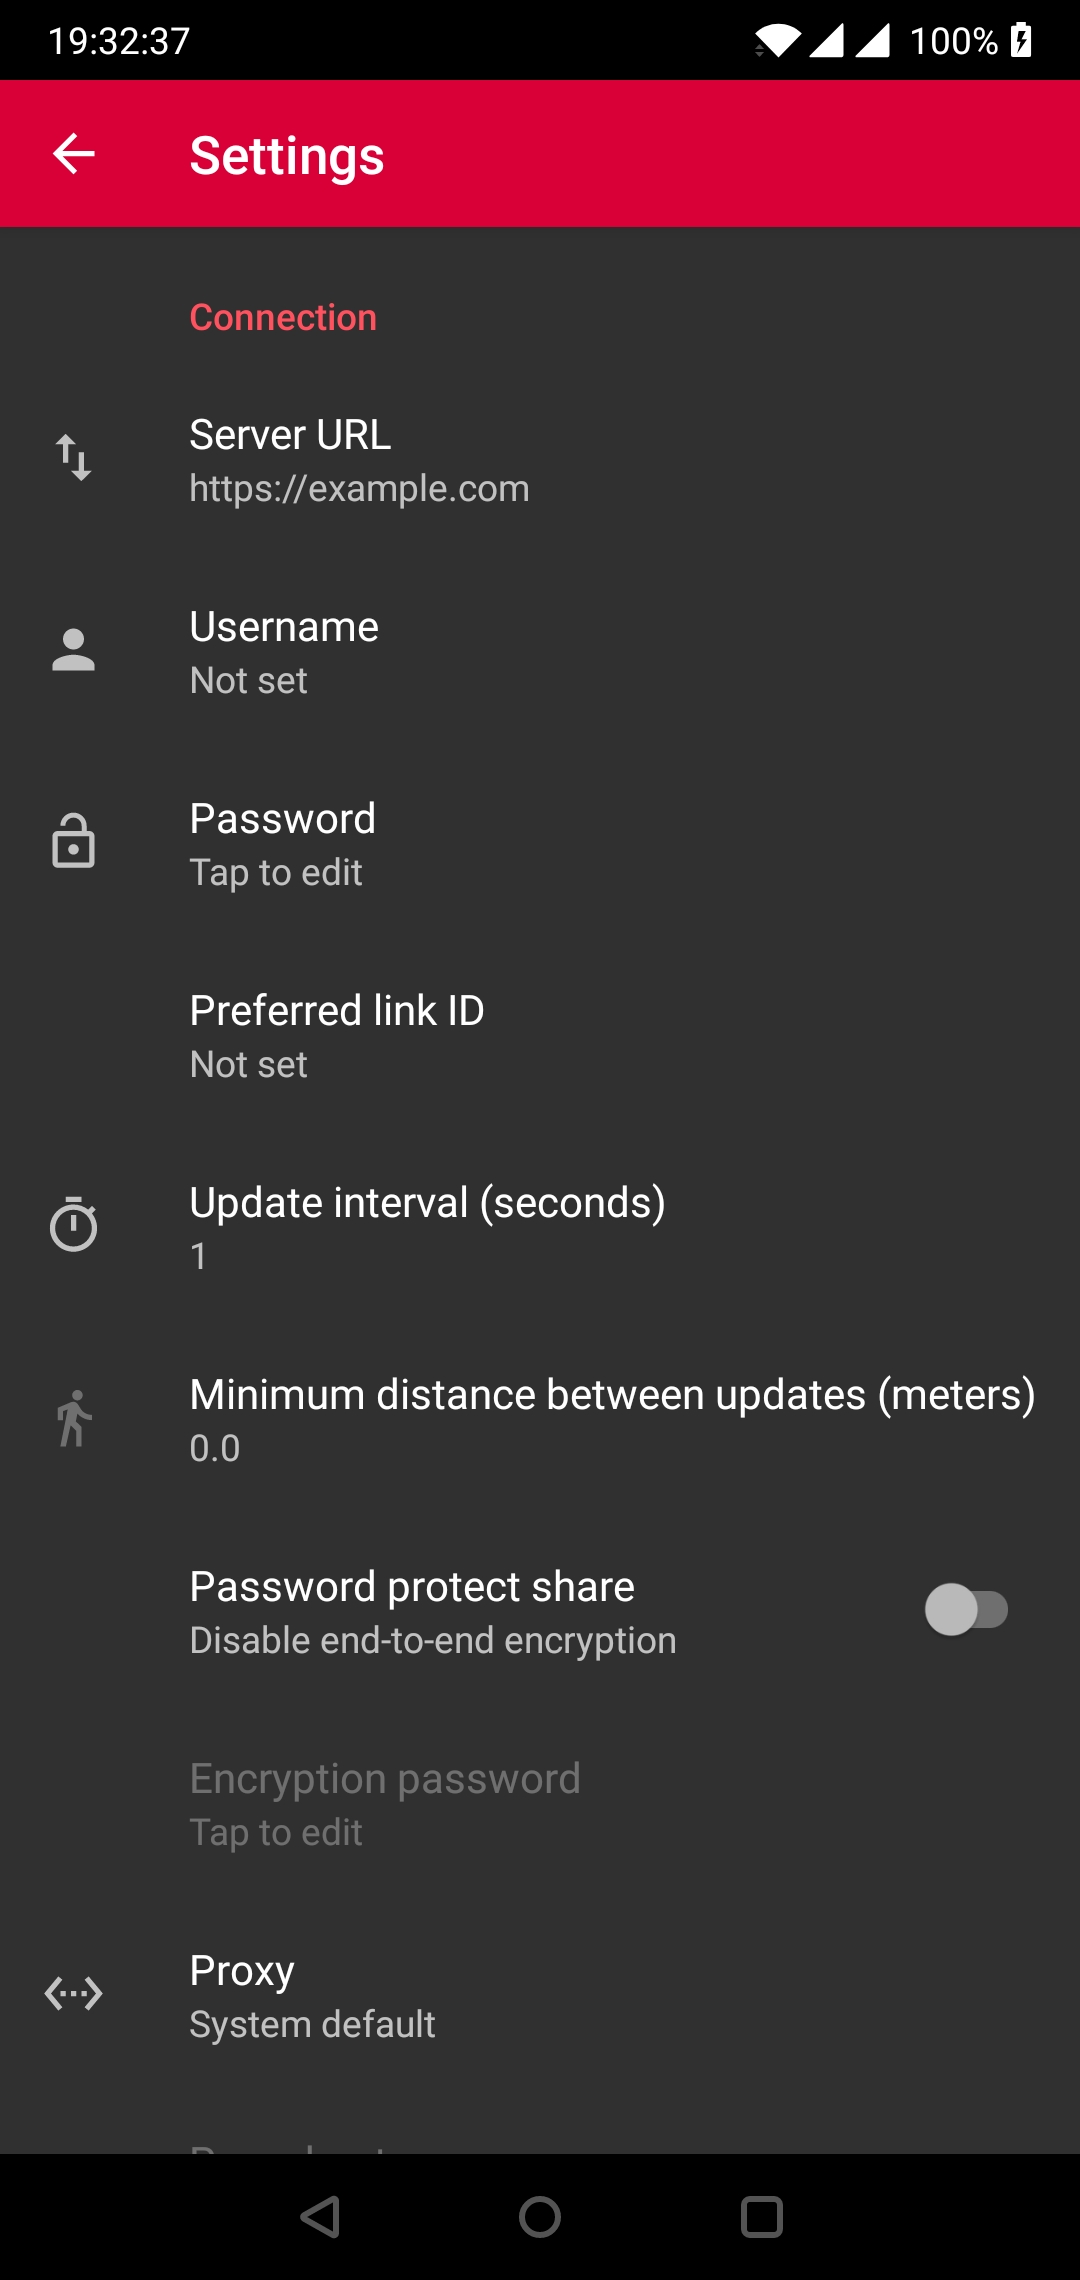 19:32:37
100%
Settings
Connection
Server URL
https://example.com
Username
Not set
Password
Tap to edit
Preferred link ID
Not set
Update interval (seconds)
1
Minimum distance between updates (meters)
0.0
Password protect share
Disable end-to-end encryption
Encryption password
Tap to edit
Proxy
System default